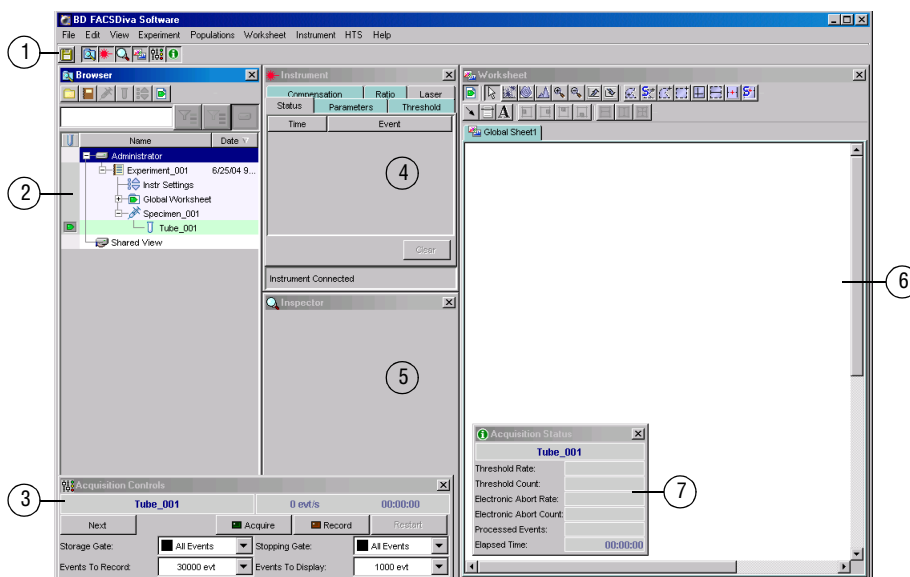 BD FACSDiva Software
File Edit View Experiment Populations Worksheet Instrument HTS Help
1
Browser
Name Date
Administrator
Experiment_001 6/25/04 9...
Instr Settings
Global Worksheet
Specimen_001
Tube_001
Shared View
2
Instrument
Compensation Ratio Laser
Status Parameters Threshold
Time Event
4
Clear
Instrument Connected
Inspector
5
Worksheet
A
Global Sheet1
6
Acquisition Status
Tube_001
Threshold Rate:
Threshold Count:
Electronic Abort Rate:
Electronic Abort Count:
Processed Events:
Elapsed Time: 00:00:00
7
Acquisition Controls
3
Tube_001 0 evt/s 00:00:00
Next Acquire Record Restart
Storage Gate: All Events Stopping Gate: All Events
Events To Record: 30000 evt Events To Display: 1000 evt